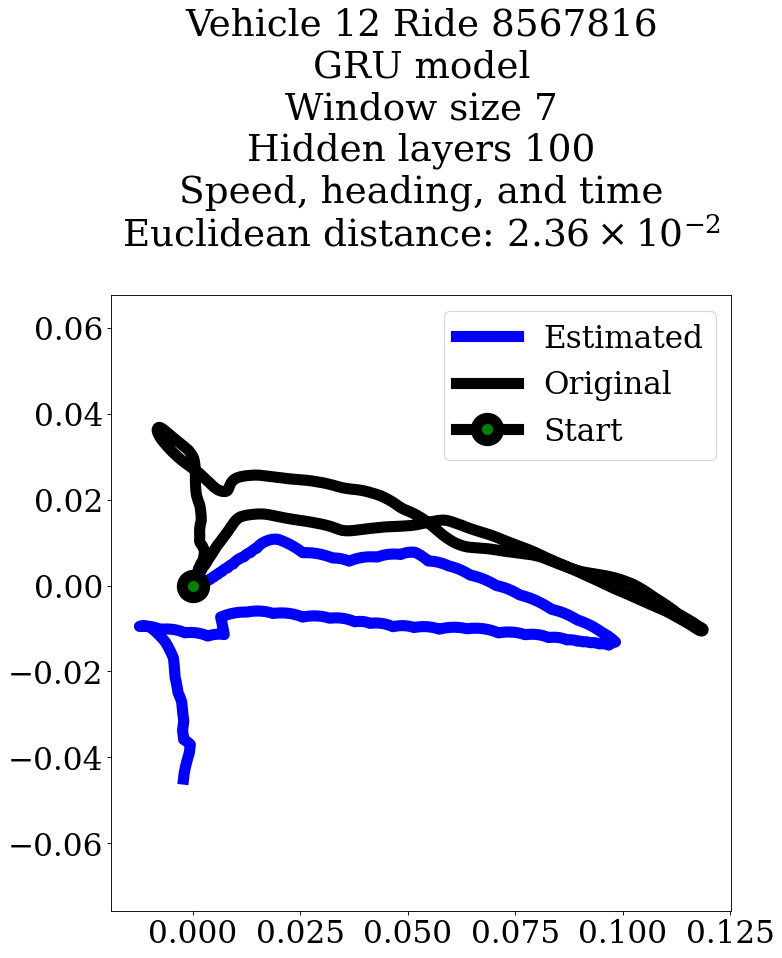 Vehicle 12 Ride 8567816
GRU model
Window size 7
Hidden layers 100
Speed, heading, and time
Euclidean distance: 2.36 × 10⁻²
Estimated
Original
Start
0.06
0.04
0.02
0.00
−0.02
−0.04
−0.06
0.000 0.025 0.050 0.075 0.100 0.125